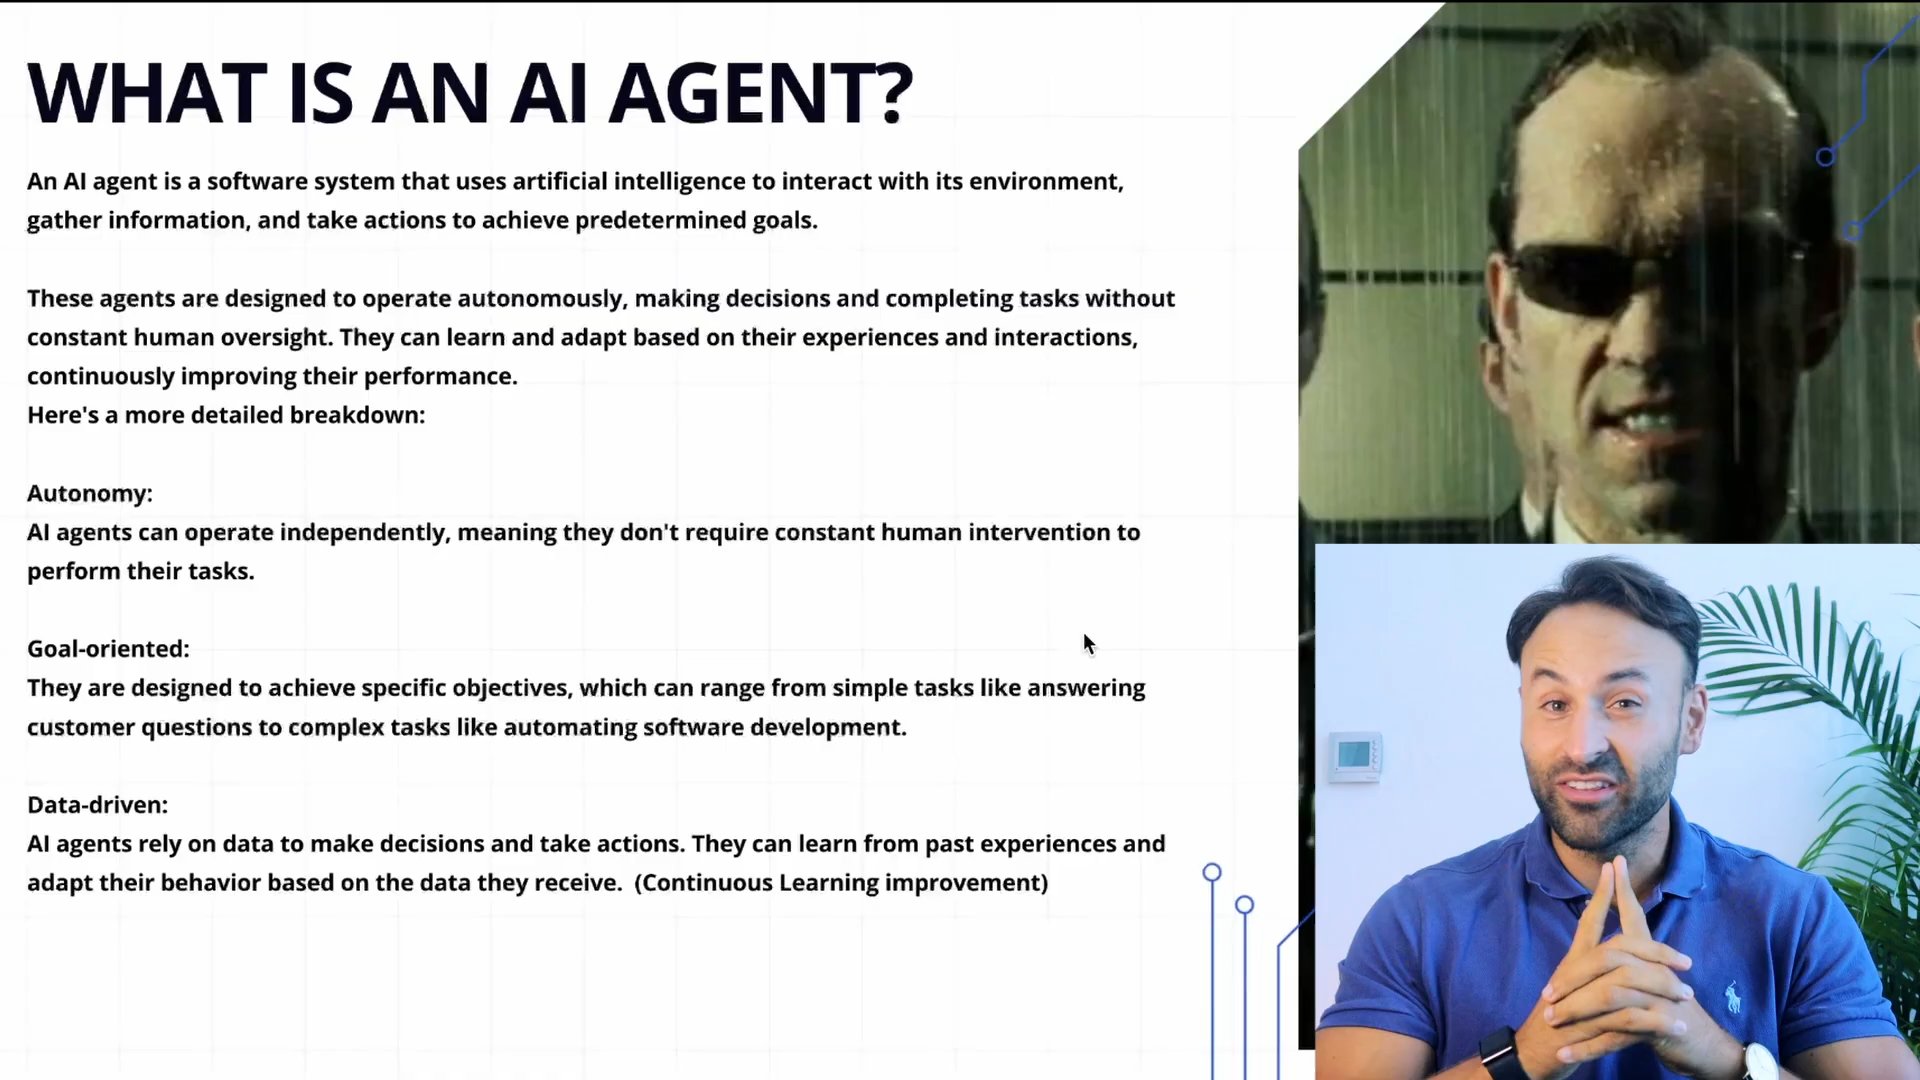 WHAT IS AN AI AGENT?
An AI agent is a software system that uses artificial intelligence to interact with its environment,
gather information, and take actions to achieve predetermined goals.
These agents are designed to operate autonomously, making decisions and completing tasks without
constant human oversight. They can learn and adapt based on their experiences and interactions,
continuously improving their performance.
Here's a more detailed breakdown:
Autonomy:
AI agents can operate independently, meaning they don't require constant human intervention to
perform their tasks.
Goal-oriented:
They are designed to achieve specific objectives, which can range from simple tasks like answering
customer questions to complex tasks like automating software development.
Data-driven:
AI agents rely on data to make decisions and take actions. They can learn from past experiences and
adapt their behavior based on the data they receive.  (Continuous Learning improvement)